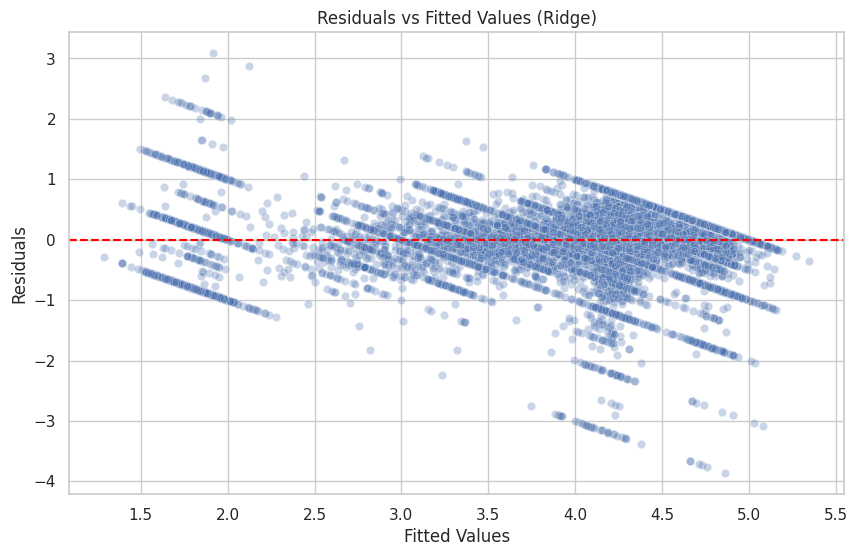 Residuals vs Fitted Values (Ridge)
3
2
1
0
−1
−2
−3
−4
Residuals
1.5 2.0 2.5 3.0 3.5 4.0 4.5 5.0 5.5
Fitted Values